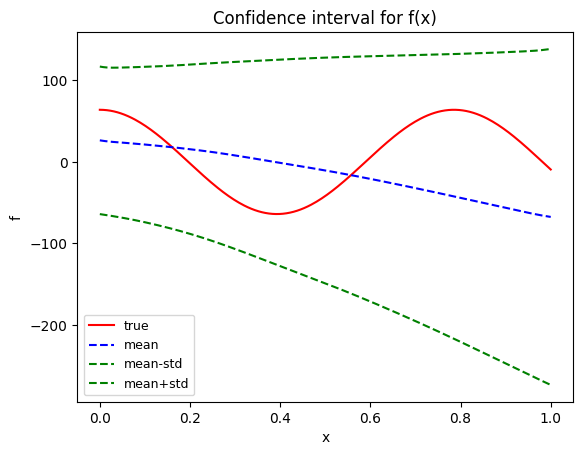 Confidence interval for f(x)
f
100
0
−100
−200
true
mean
mean-std
mean+std
0.0 0.2 0.4 0.6 0.8 1.0
x